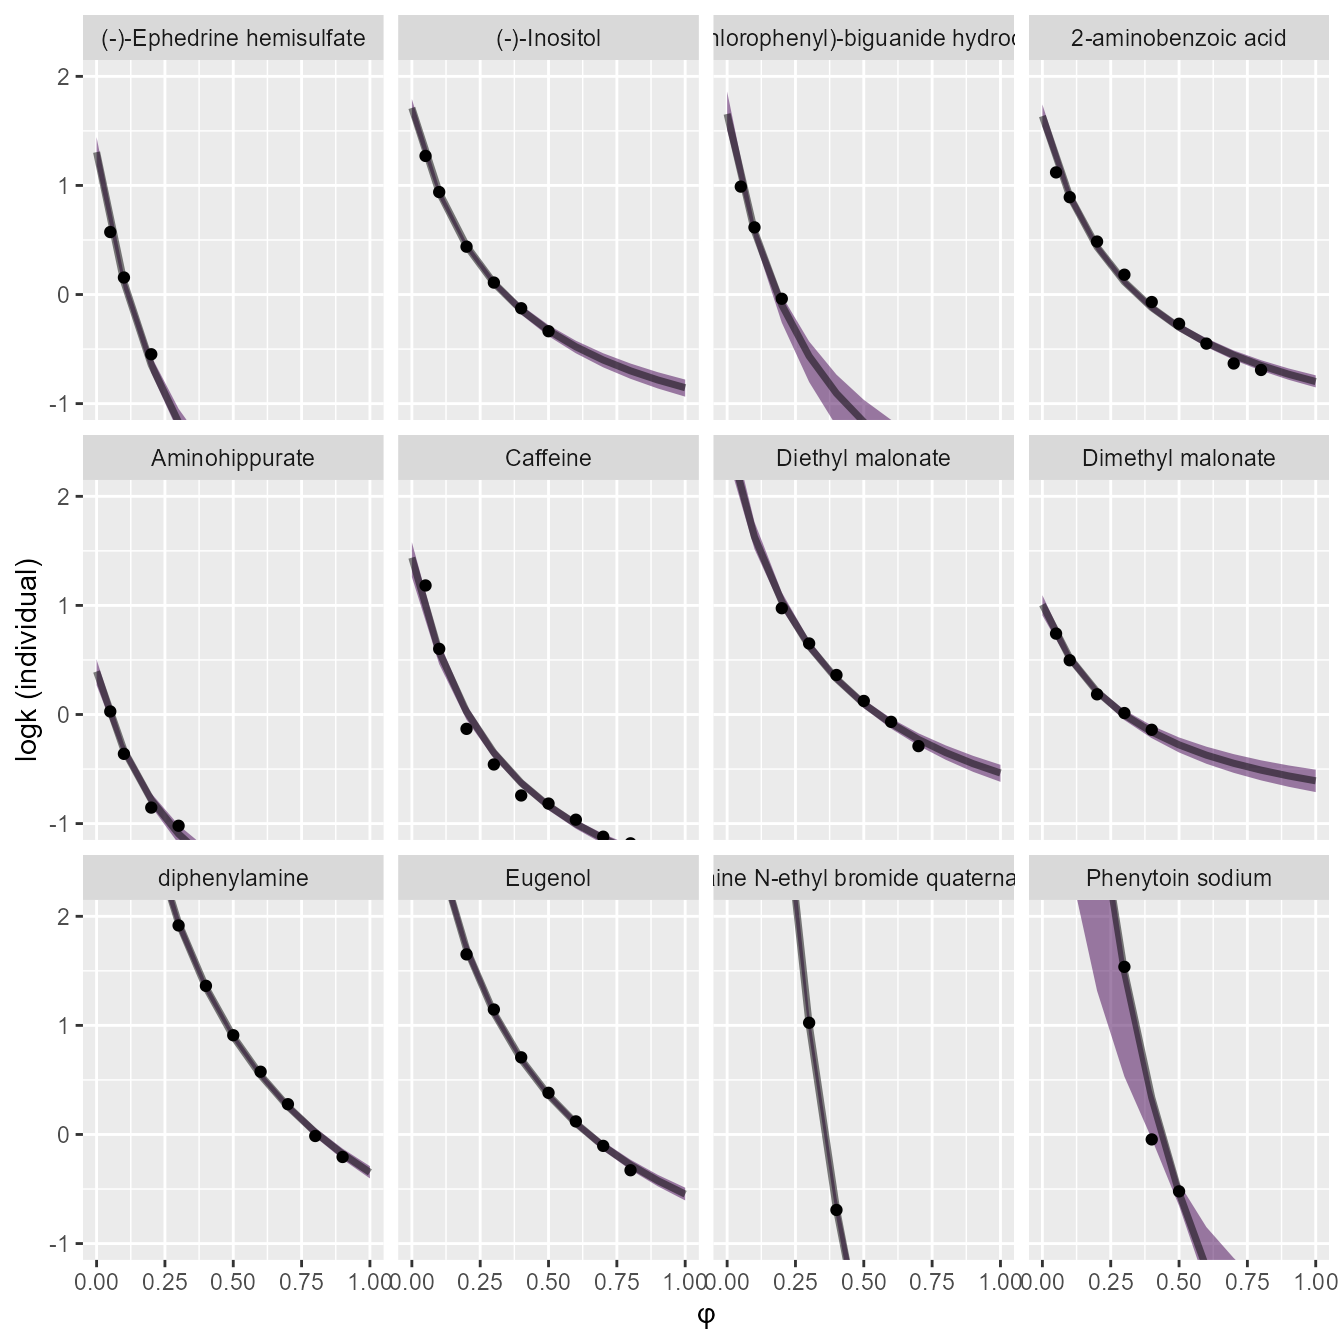 (-)-Ephedrine hemisulfate
(-)-Inositol
hlorophenyl)-biguanide hydroc
2-aminobenzoic acid
2
1
0
-1
Aminohippurate
Caffeine
Diethyl malonate
Dimethyl malonate
2
1
0
-1
logk (individual)
diphenylamine
Eugenol
ine N-ethyl bromide quaterna
Phenytoin sodium
2
1
0
-1
0.00 0.25 0.50 0.75 1.00
0.00 0.25 0.50 0.75 1.00
0.00 0.25 0.50 0.75 1.00
0.00 0.25 0.50 0.75 1.00
φ